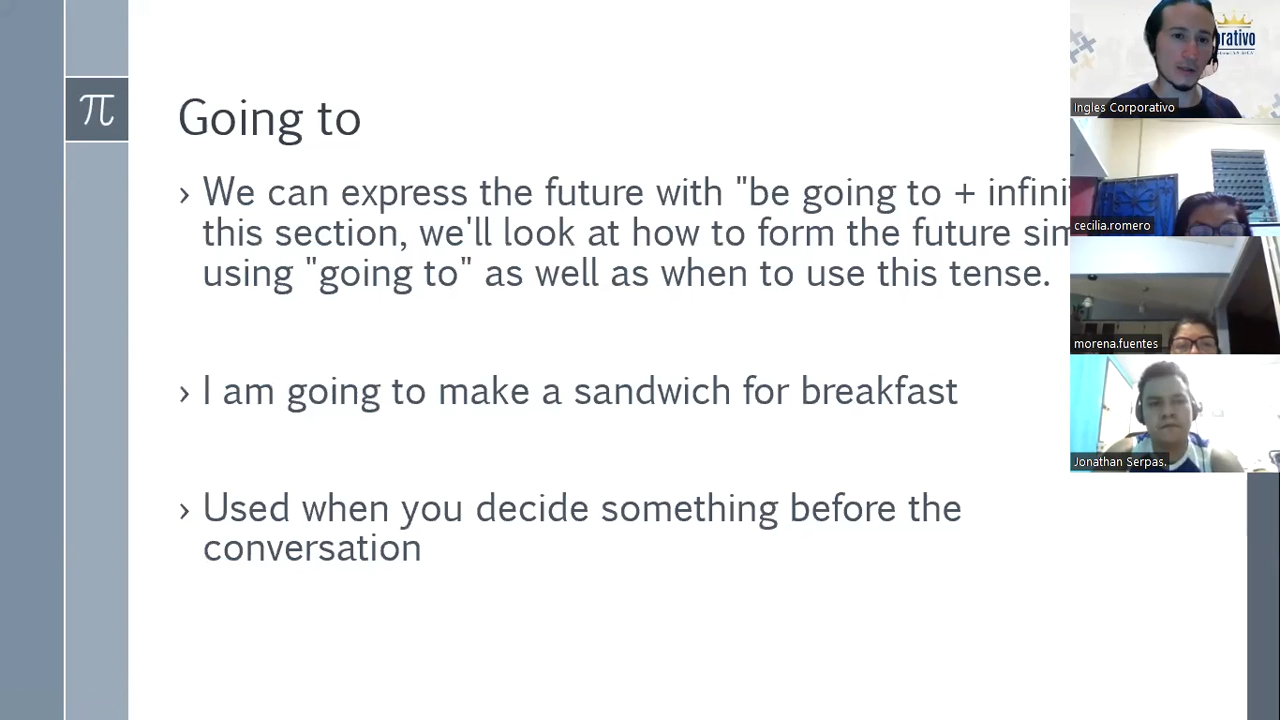 π
Going to
› We can express the future with "be going to + infini
this section, we'll look at how to form the future sim
using "going to" as well as when to use this tense.
› I am going to make a sandwich for breakfast
› Used when you decide something before the
conversation
orativo
Ingles Corporativo
cecilia.romero
morena.fuentes
Jonathan Serpas.